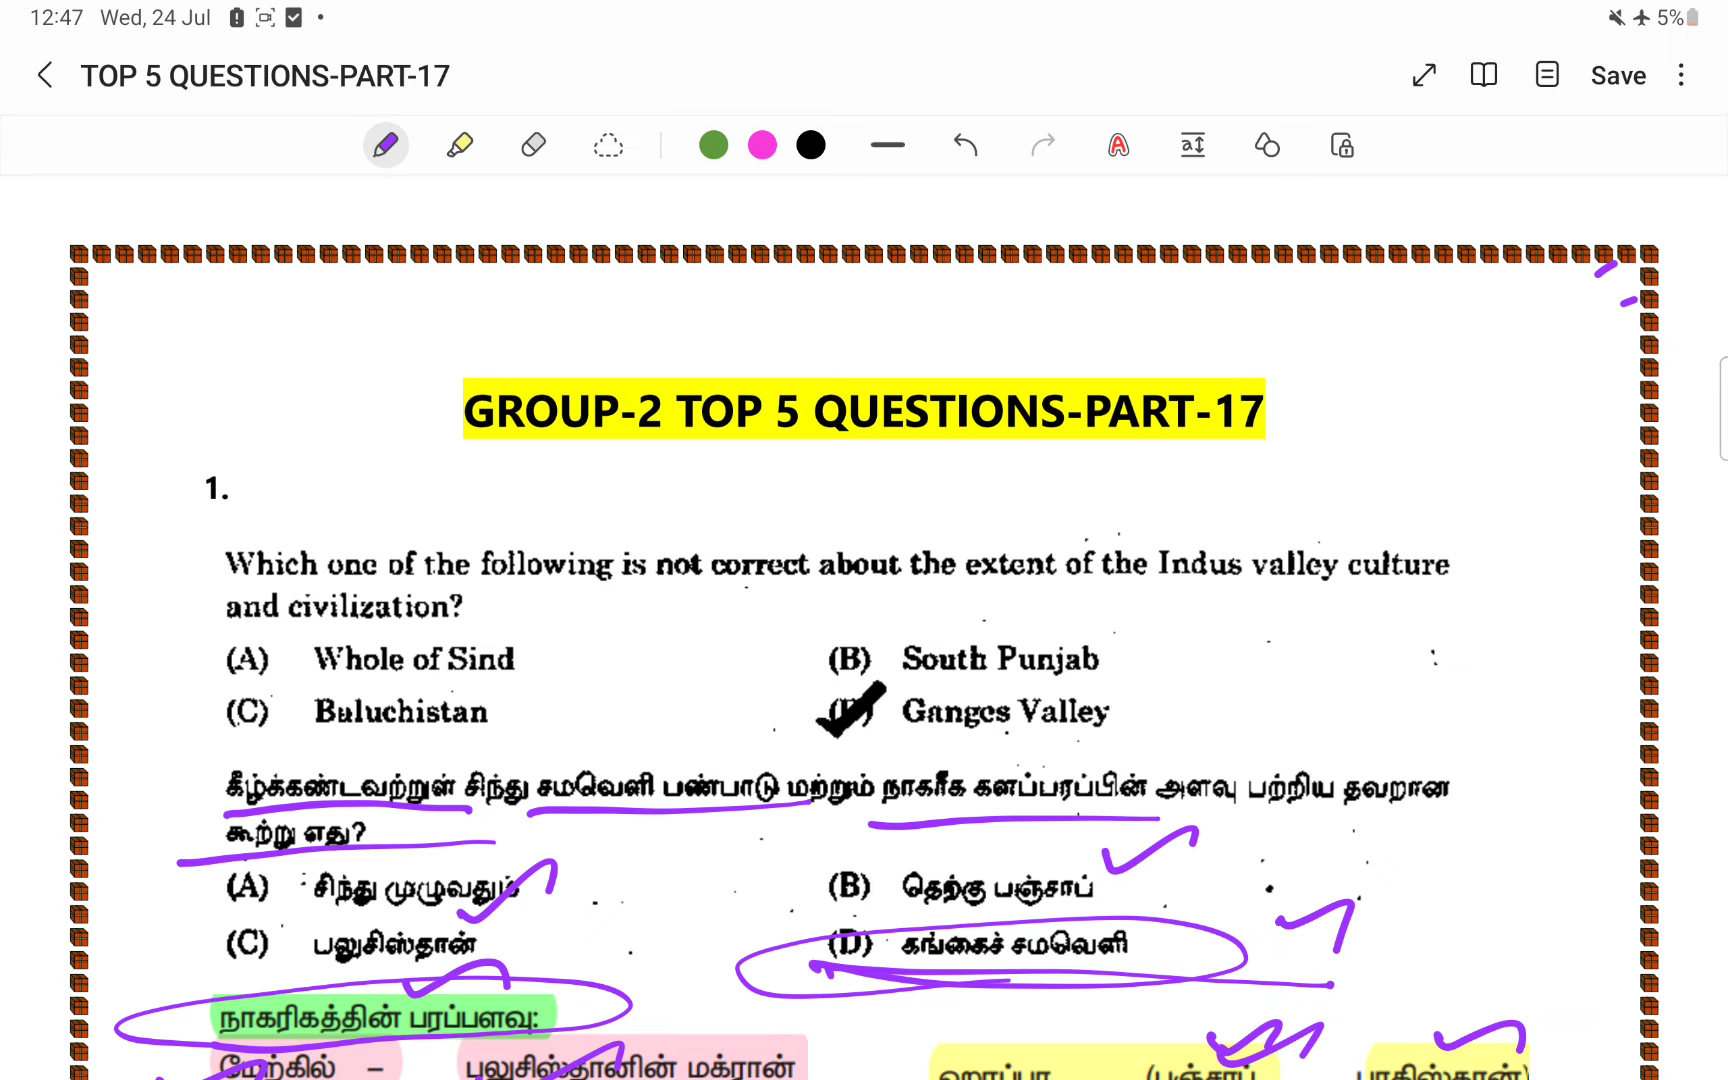 12:47 Wed, 24 Jul
5%
TOP 5 QUESTIONS-PART-17
Save
GROUP-2 TOP 5 QUESTIONS-PART-17
1.
Which one of the following is not correct about the extent of the Indus valley culture
and civilization?
(A) Whole of Sind (B) South Punjab
(C) Baluchistan (D) Ganges Valley
கீழ்க்கண்டவற்றுள் சிந்து சமவெளி பண்பாடு மற்றும் நாகரீக களப்பரப்பின் அளவு பற்றிய தவறான
கூற்று எது?
(A) சிந்து முழுவதும் (B) தெற்கு பஞ்சாப்
(C) பலுசிஸ்தான் (D) கங்கைச் சமவெளி
நாகரிகத்தின் பரப்பளவு:
மேற்கில் – பலுசிஸ்தானின் மக்ரான்
ஹரப்பா (பஞ்சாப், பாகிஸ்தான்)